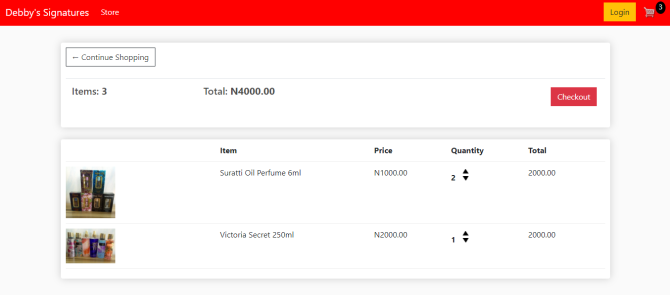 Debby's Signatures Store Login 3
← Continue Shopping
Items: 3 Total: N4000.00 Checkout
Item Price Quantity Total
Suratti Oil Perfume 6ml N1000.00 2 2000.00
Victoria Secret 250ml N2000.00 1 2000.00